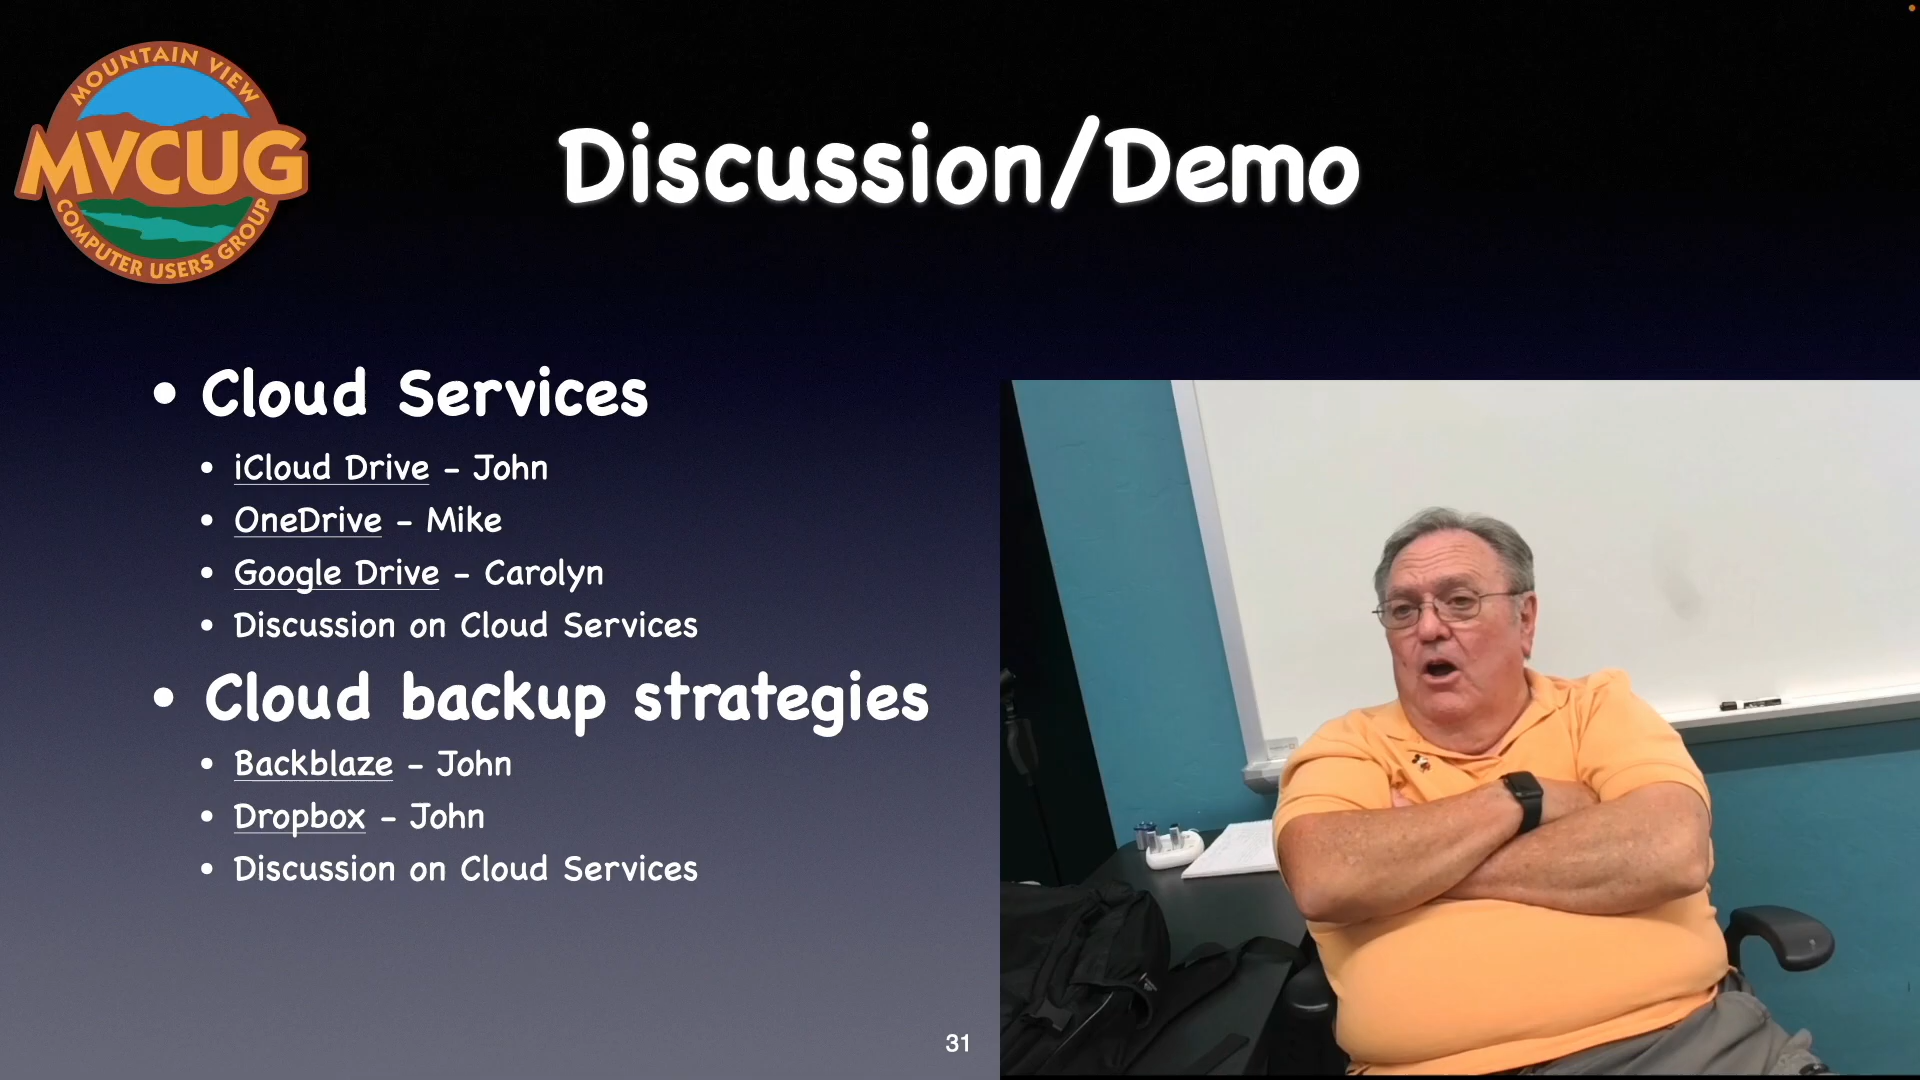 MOUNTAIN VIEW
MVCUG
COMPUTER USERS GROUP
Discussion/Demo
• Cloud Services
• iCloud Drive - John
• OneDrive - Mike
• Google Drive - Carolyn
• Discussion on Cloud Services
• Cloud backup strategies
• Backblaze - John
• Dropbox - John
• Discussion on Cloud Services
31